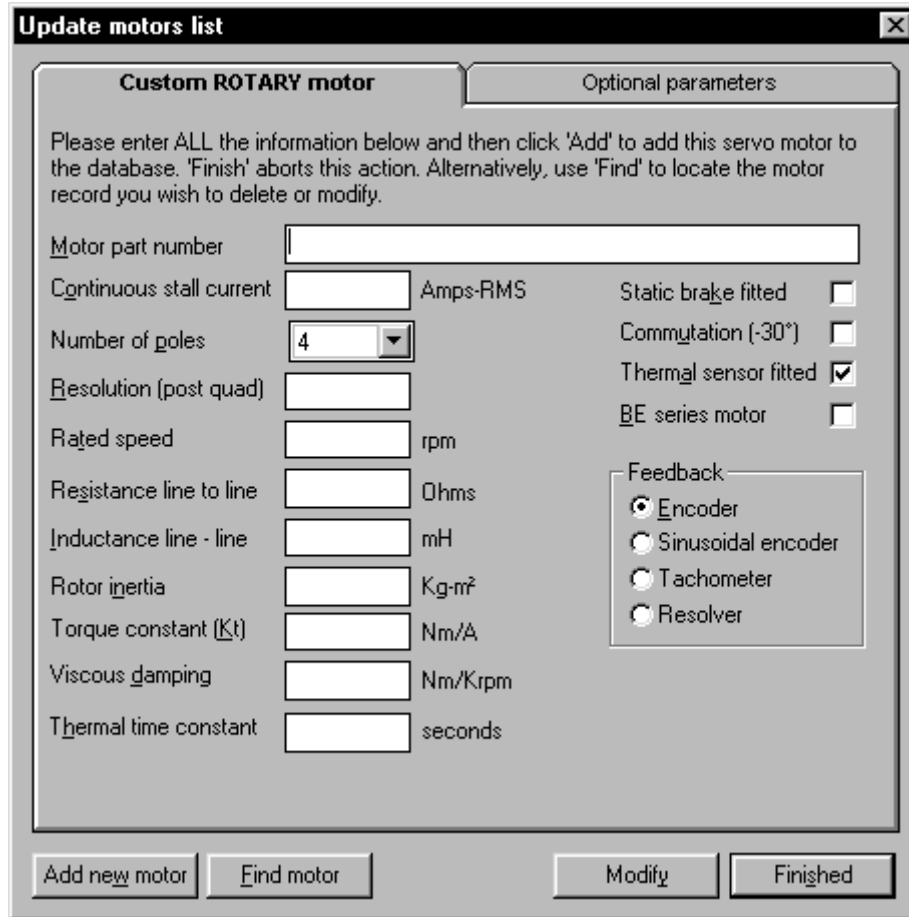 Update motors list
Custom ROTARY motor
Optional parameters
Please enter ALL the information below and then click 'Add' to add this servo motor to
the database. 'Finish' aborts this action. Alternatively, use 'Find' to locate the motor
record you wish to delete or modify.
Motor part number
Continuous stall current Amps-RMS
Number of poles 4
Resolution (post quad)
Rated speed rpm
Resistance line to line Ohms
Inductance line - line mH
Rotor inertia Kg-m²
Torque constant (Kt) Nm/A
Viscous damping Nm/Krpm
Thermal time constant seconds
Static brake fitted
Commutation (-30°)
Thermal sensor fitted
BE series motor
Feedback
Encoder
Sinusoidal encoder
Tachometer
Resolver
Add new motor
Find motor
Modify
Finished